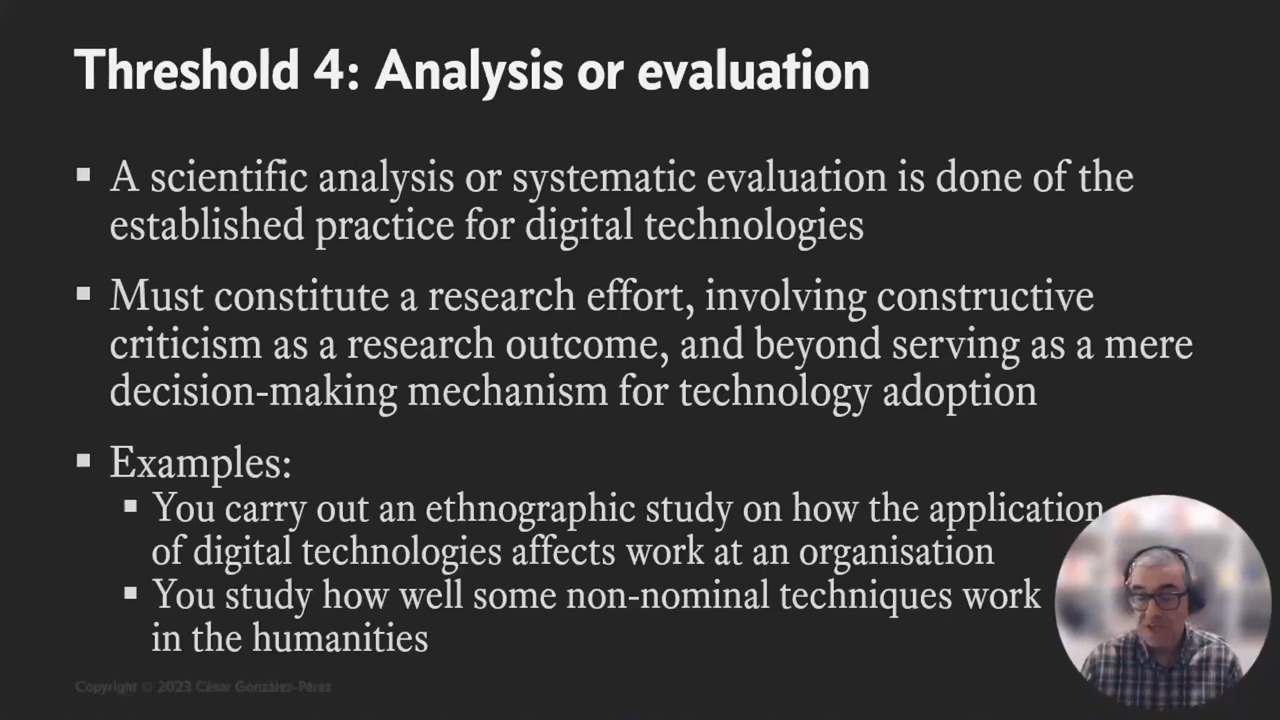 Threshold 4: Analysis or evaluation
▪ A scientific analysis or systematic evaluation is done of the
established practice for digital technologies
▪ Must constitute a research effort, involving constructive
criticism as a research outcome, and beyond serving as a mere
decision-making mechanism for technology adoption
▪ Examples:
▪ You carry out an ethnographic study on how the application
of digital technologies affects work at an organisation
▪ You study how well some non-nominal techniques work
in the humanities
Copyright © 2023 César González-Pérez